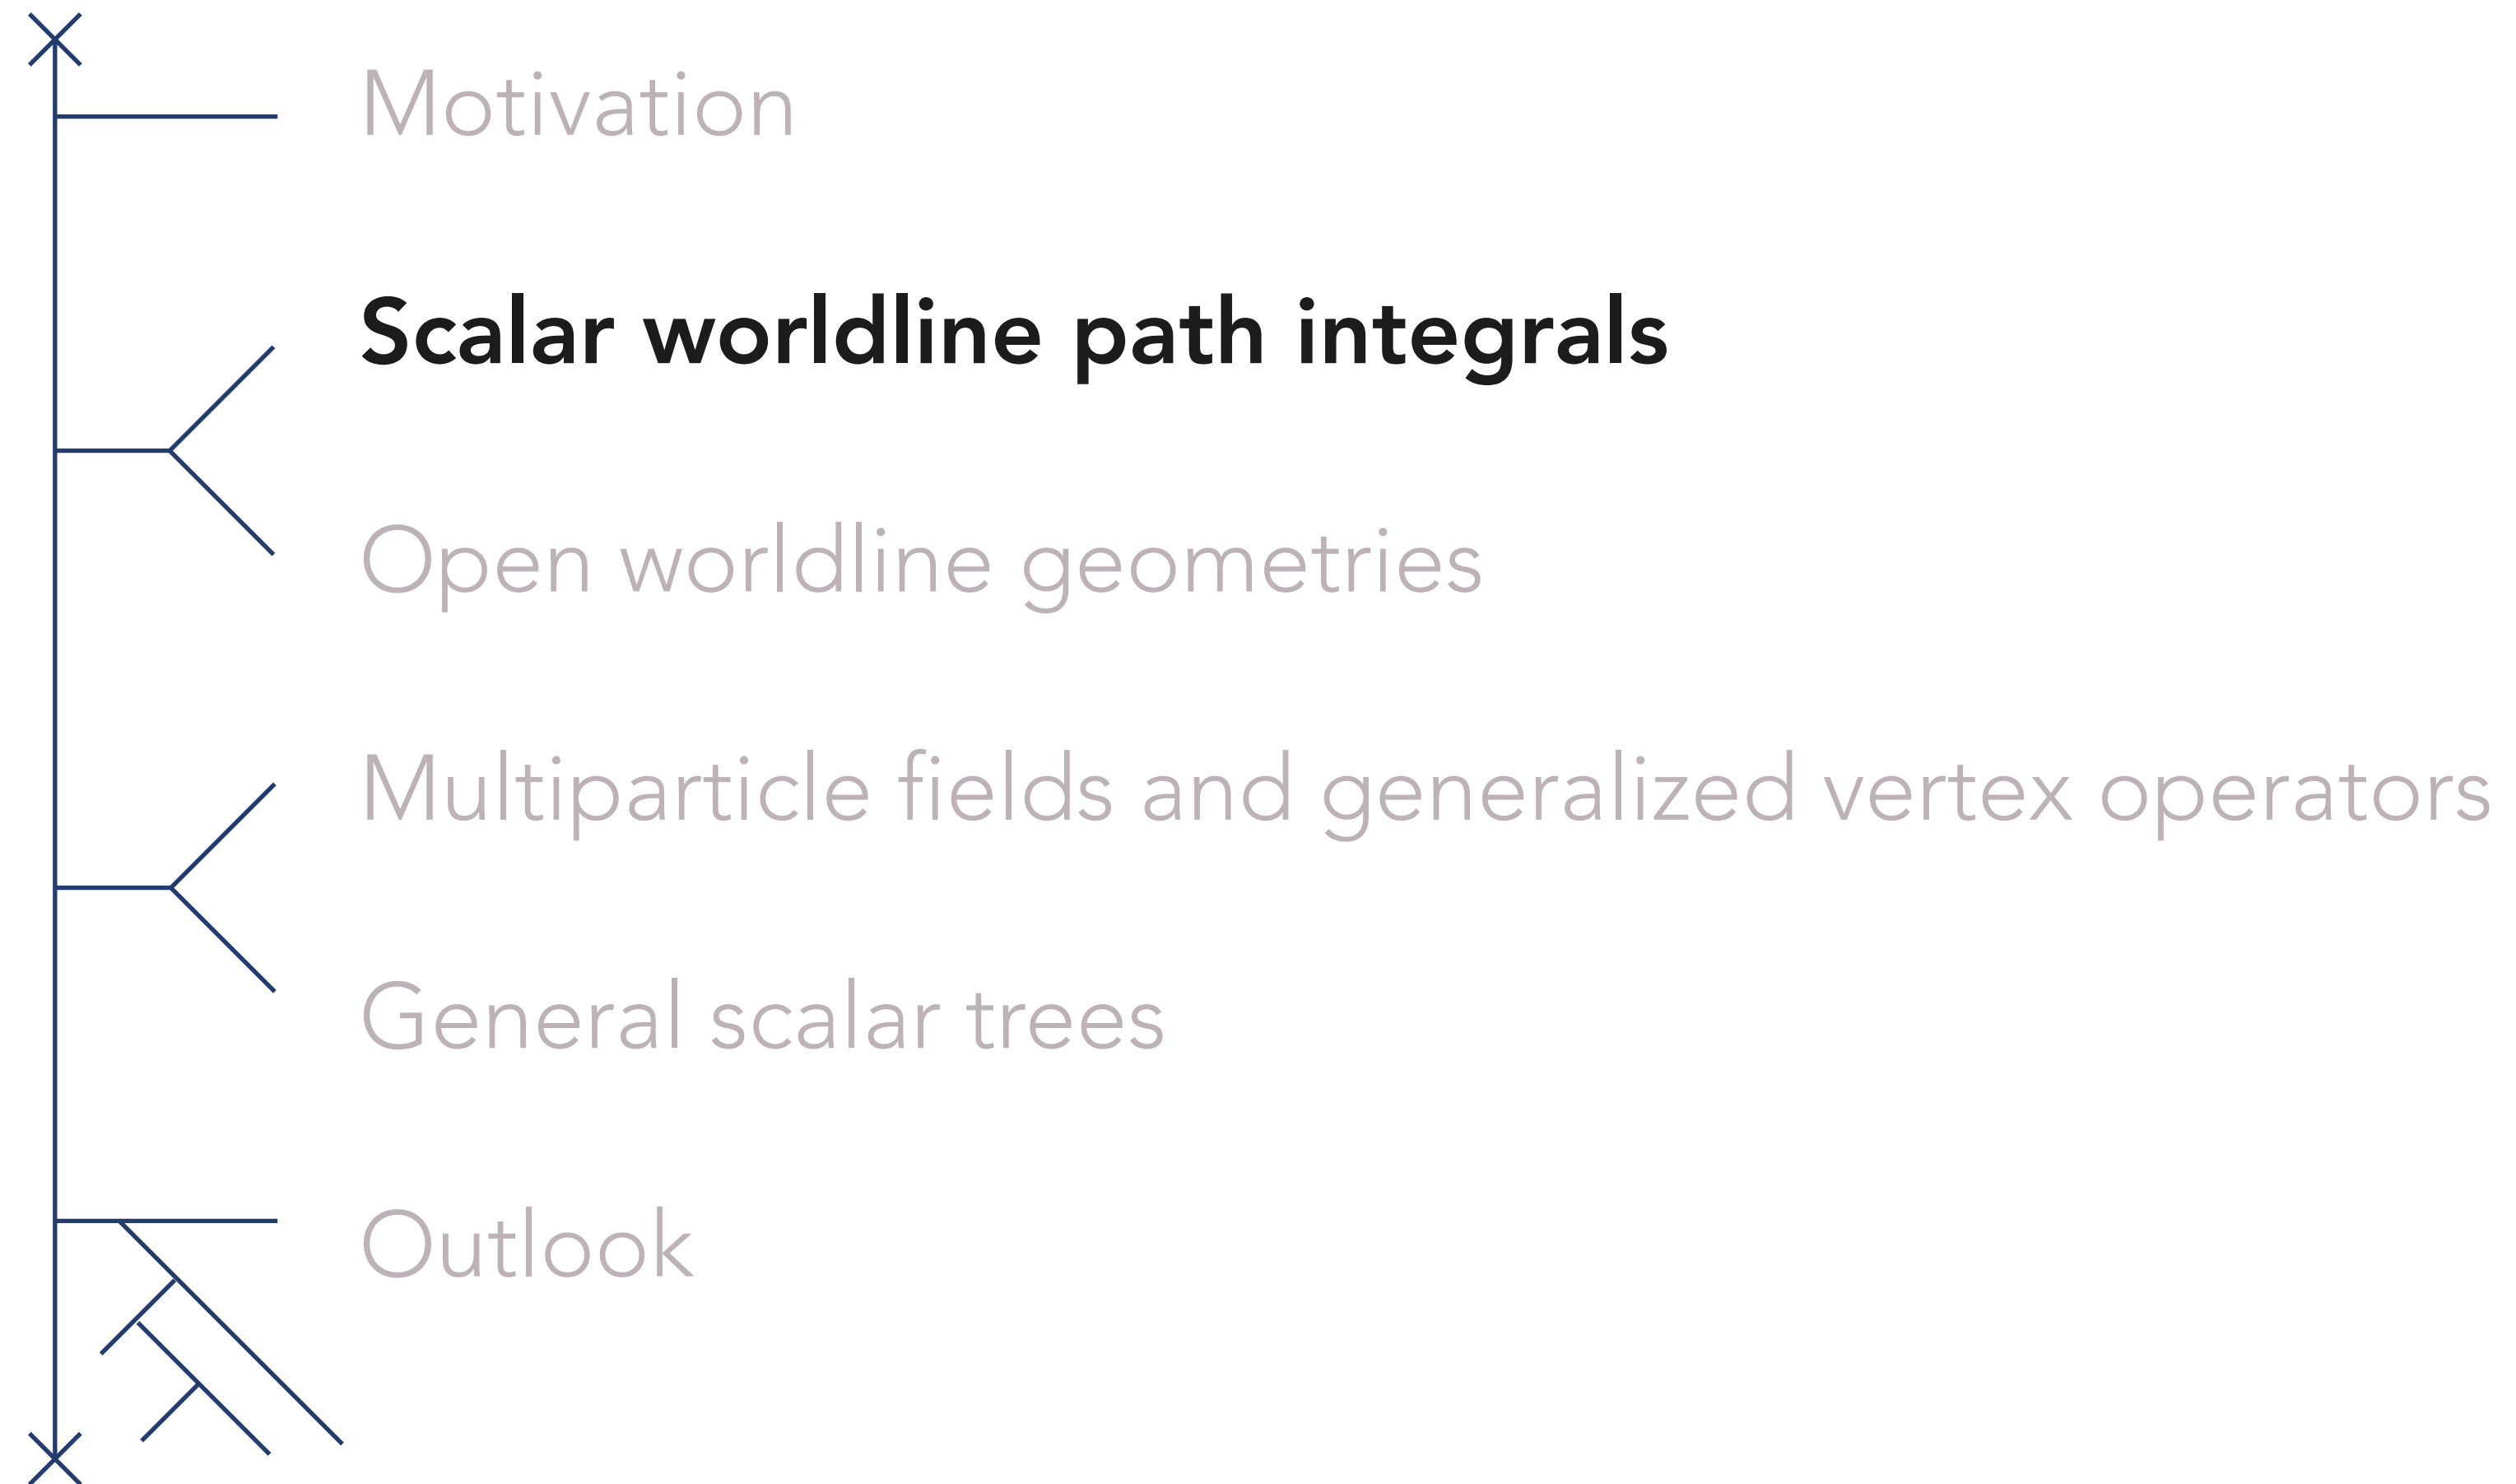 Motivation
Scalar worldline path integrals
Open worldline geometries
Multiparticle fields and generalized vertex operators
General scalar trees
Outlook